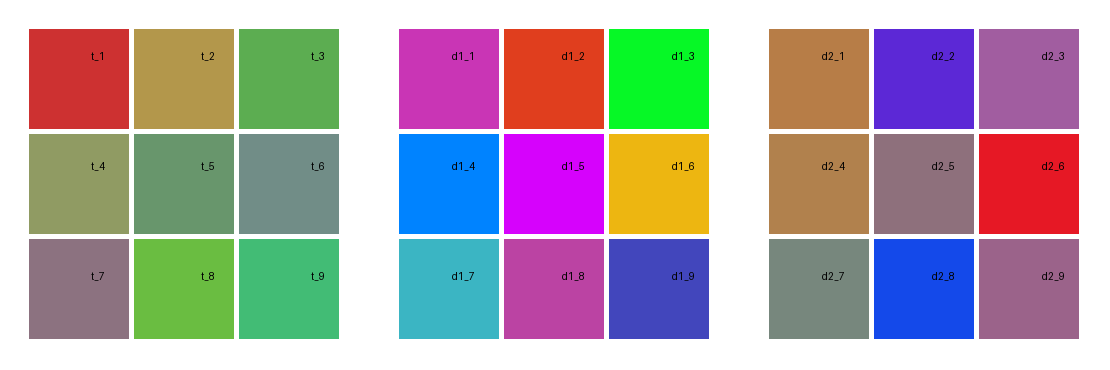 t_1 t_2 t_3 d1_1 d1_2 d1_3 d2_1 d2_2 d2_3
t_4 t_5 t_6 d1_4 d1_5 d1_6 d2_4 d2_5 d2_6
t_7 t_8 t_9 d1_7 d1_8 d1_9 d2_7 d2_8 d2_9